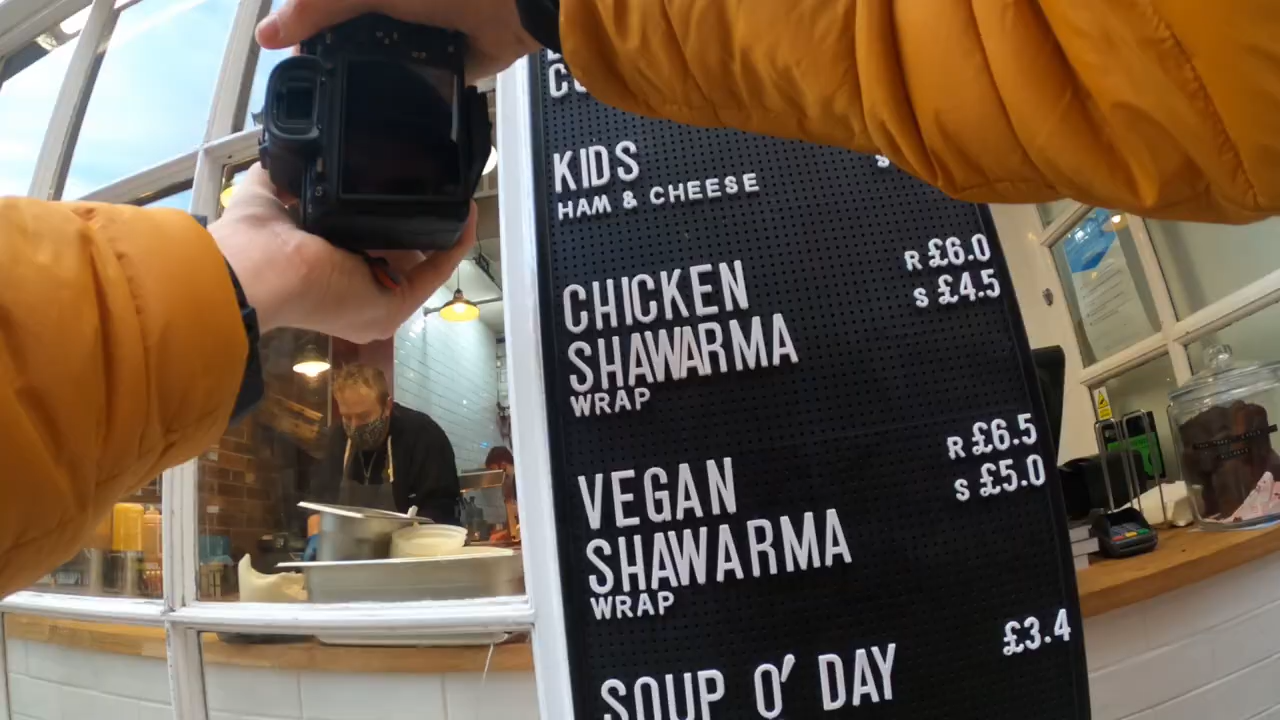 KIDS
HAM & CHEESE
R £6.0
CHICKEN S £4.5
SHAWARMA
WRAP
R £6.5
VEGAN S £5.0
SHAWARMA
WRAP
£3.4
SOUP O' DAY